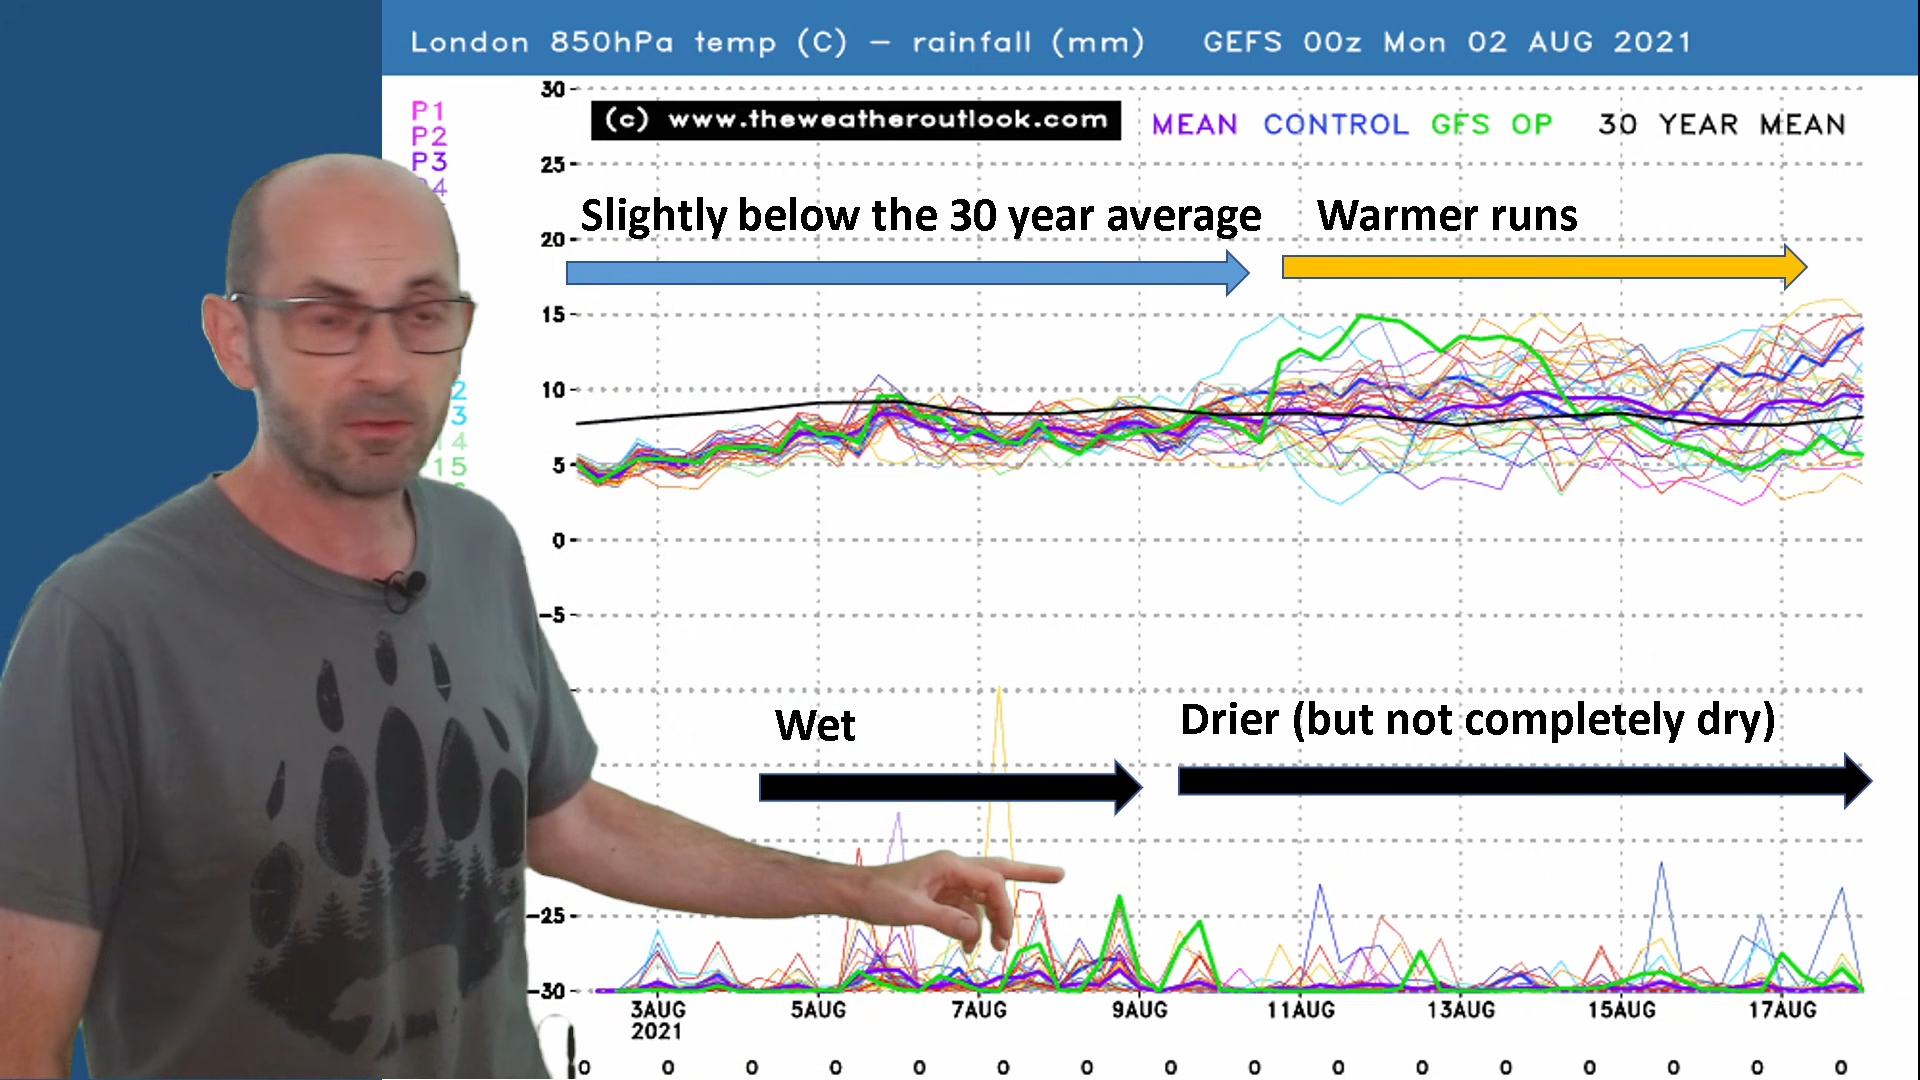 London 850hPa temp (C) – rainfall (mm) GEFS 00z Mon 02 AUG 2021
(c) www.theweatheroutlook.com MEAN CONTROL GFS OP 30 YEAR MEAN
P1
P2
P3
Slightly below the 30 year average Warmer runs
30
25
20
15
10
5
0
-5
-25
-30
14
15
Wet Drier (but not completely dry)
3AUG 5AUG 7AUG 9AUG 11AUG 13AUG 15AUG 17AUG
2021
0 0 0 0 0 0 0 0 0 0 0 0 0 0 0 0